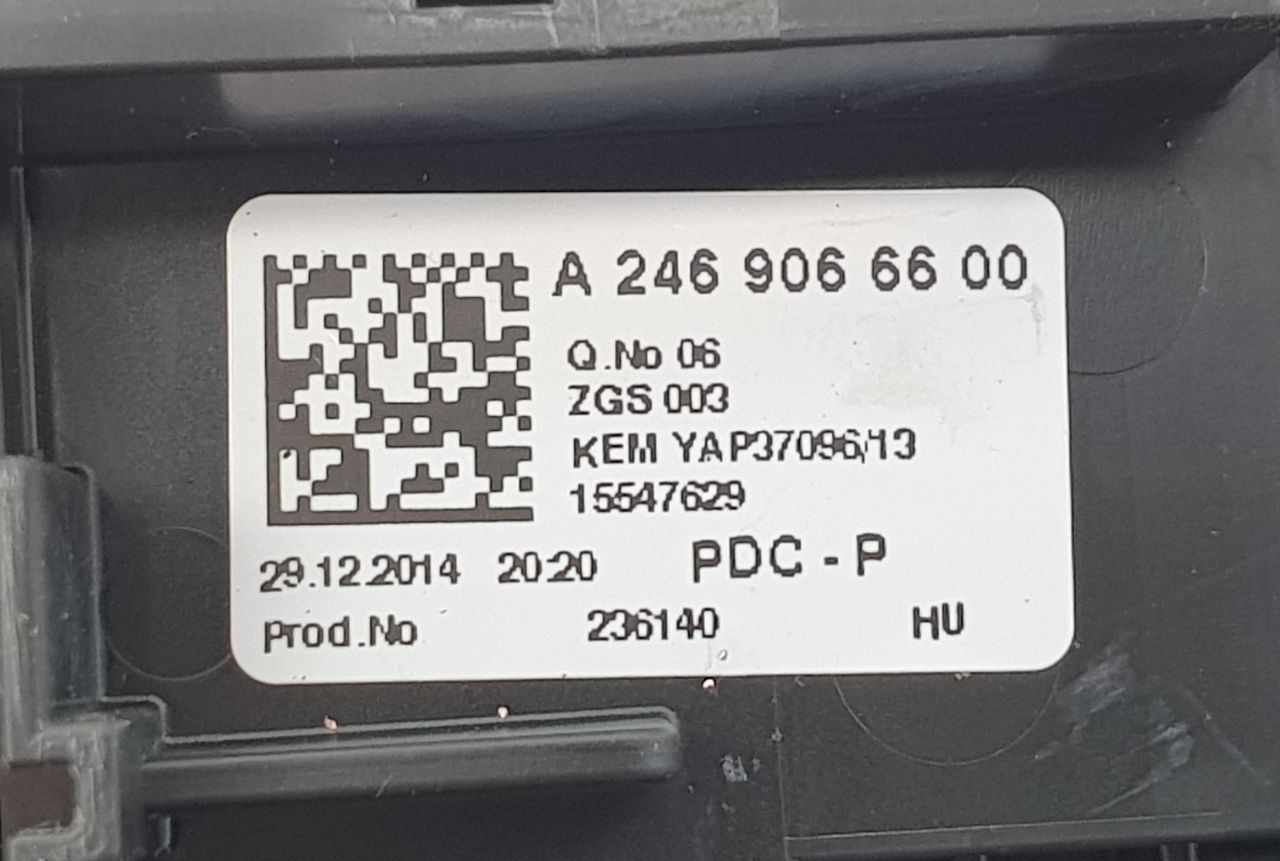 A 246 906 66 00
Q.No 06
ZGS 003
KEM YAP37096/13
15547629
29.12.2014 20:20 PDC - P
Prod.No 236140 HU